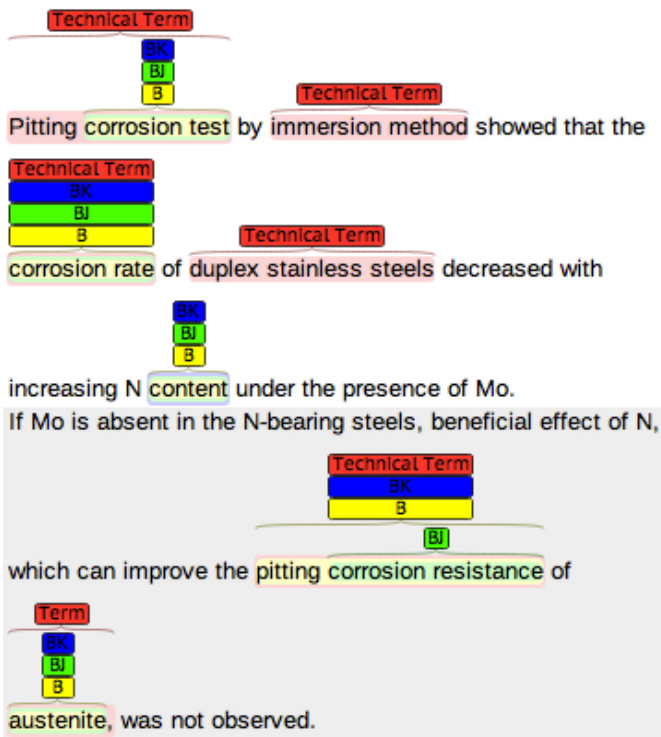 Technical Term
BK
BJ
B
Technical Term
Pitting corrosion test by immersion method showed that the
Technical Term
BK
BJ
B
Technical Term
corrosion rate of duplex stainless steels decreased with
BK
BJ
B
increasing N content under the presence of Mo.
If Mo is absent in the N-bearing steels, beneficial effect of N,
Technical Term
BK
B
BJ
which can improve the pitting corrosion resistance of
Term
BK
BJ
B
austenite, was not observed.